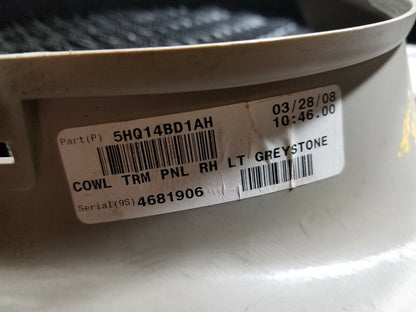 Part(P) 5HQ14BD1AH 03/28/08
10:46.00
COWL TRM PNL RH LT GREYSTONE
Serial(9S) 4681906